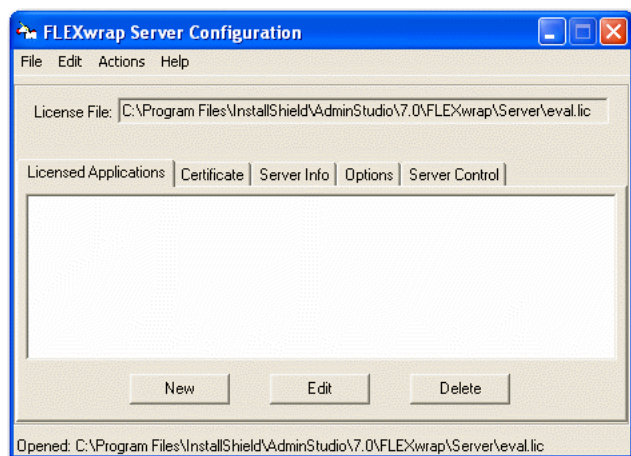 FLEXwrap Server Configuration
File Edit Actions Help
License File: C:\Program Files\InstallShield\AdminStudio\7.0\FLEXwrap\Server\eval.lic
Licensed Applications Certificate Server Info Options Server Control
New Edit Delete
Opened: C:\Program Files\InstallShield\AdminStudio\7.0\FLEXwrap\Server\eval.lic